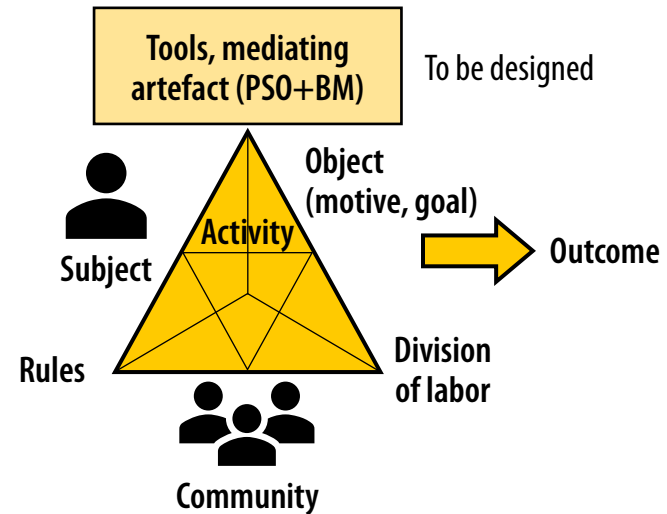 Tools, mediating
artefact (PSO+BM)
To be designed
Object
(motive, goal)
Activity
Subject
Outcome
Rules
Division
of labor
Community